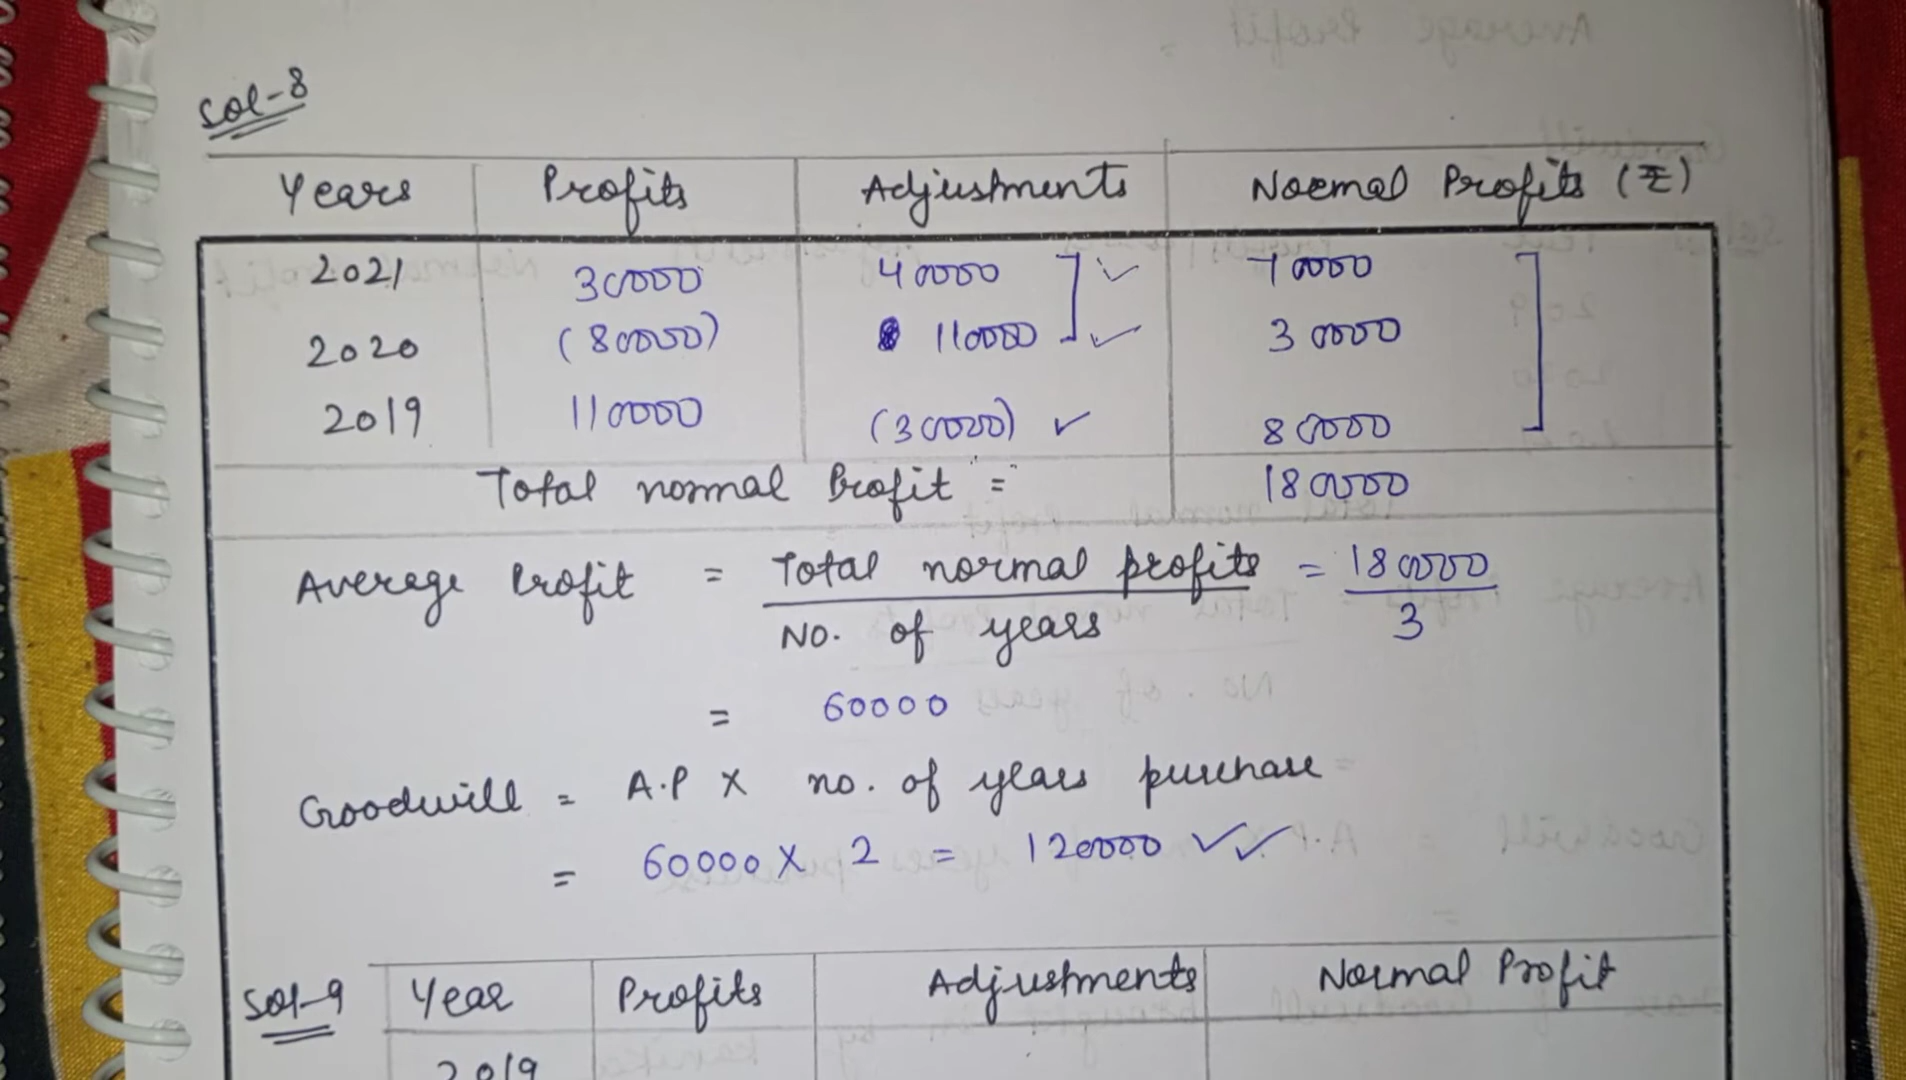 Sol-8
Years Profits Adjustments Normal Profits (₹)
2021 30000 40000 70000
2020 (80000) 110000 30000
2019 110000 (30000) 80000
Total normal Profit = 180000
Average Profit = Total normal profits = 180000
No. of years 3
= 60000
Goodwill = A.P X no. of years purchase
= 60000 X 2 = 120000
Sol-9 Year Profits Adjustments Normal Profit
2019